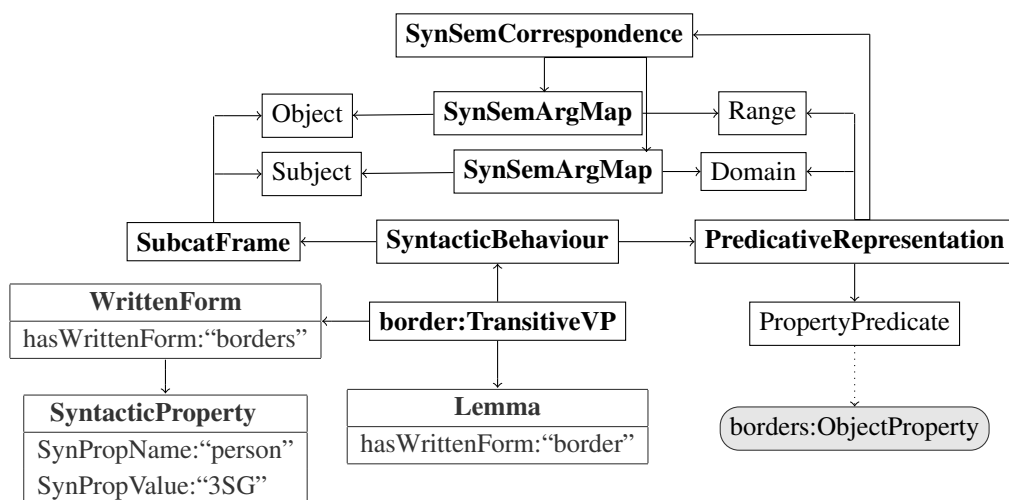 SynSemCorrespondence
Object
SynSemArgMap
Range
Subject
SynSemArgMap
Domain
SubcatFrame
SyntacticBehaviour
PredicativeRepresentation
WrittenForm
hasWrittenForm:“borders”
border:TransitiveVP
PropertyPredicate
SyntacticProperty
SynPropName:“person”
SynPropValue:“3SG”
Lemma
hasWrittenForm:“border”
borders:ObjectProperty